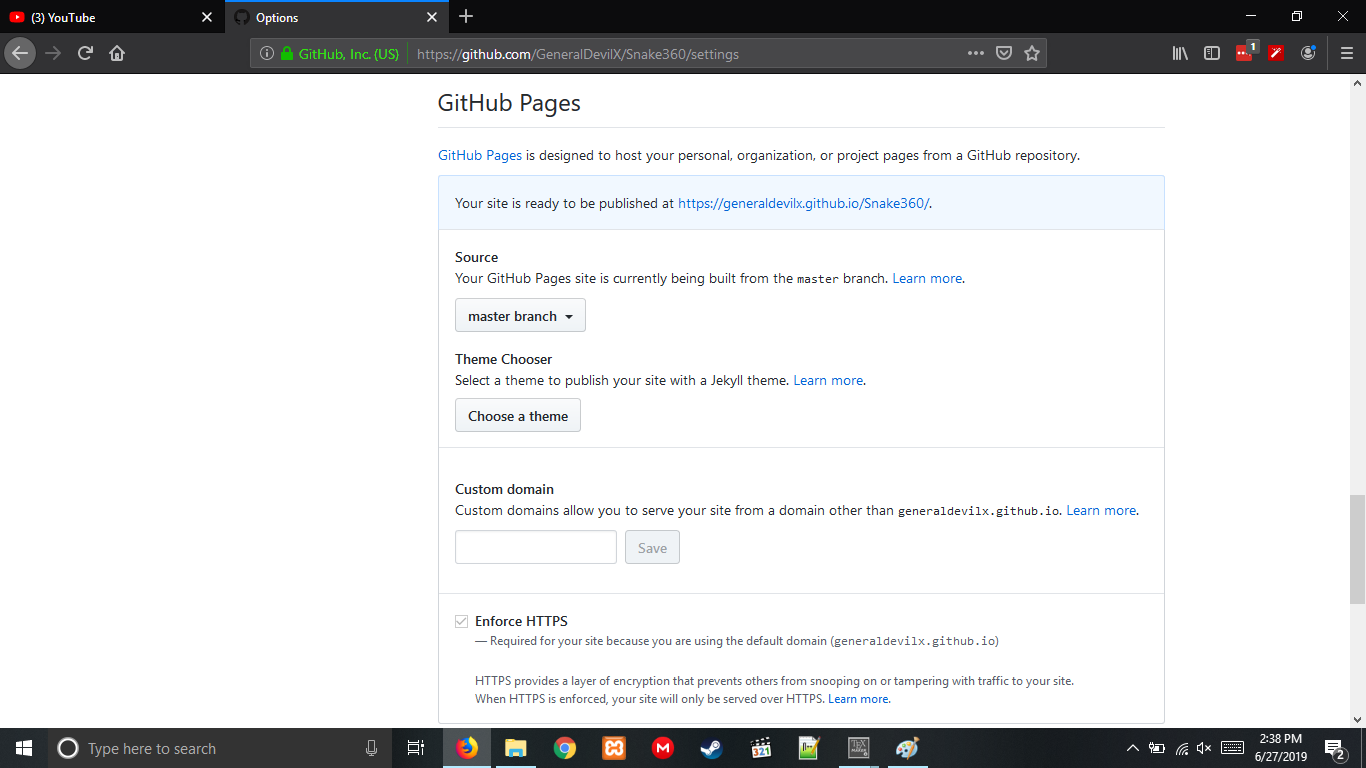 (3) YouTube
Options
GitHub, Inc. (US)
https://github.com/GeneralDevilX/Snake360/settings
1
GitHub Pages
GitHub Pages is designed to host your personal, organization, or project pages from a GitHub repository.
Your site is ready to be published at https://generaldevilx.github.io/Snake360/.
Source
Your GitHub Pages site is currently being built from the master branch. Learn more.
master branch
Theme Chooser
Select a theme to publish your site with a Jekyll theme. Learn more.
Choose a theme
Custom domain
Custom domains allow you to serve your site from a domain other than generaldevilx.github.io. Learn more.
Save
Enforce HTTPS
— Required for your site because you are using the default domain (generaldevilx.github.io)
HTTPS provides a layer of encryption that prevents others from snooping on or tampering with traffic to your site.
When HTTPS is enforced, your site will only be served over HTTPS. Learn more.
Type here to search
321
2:38 PM
6/27/2019
2